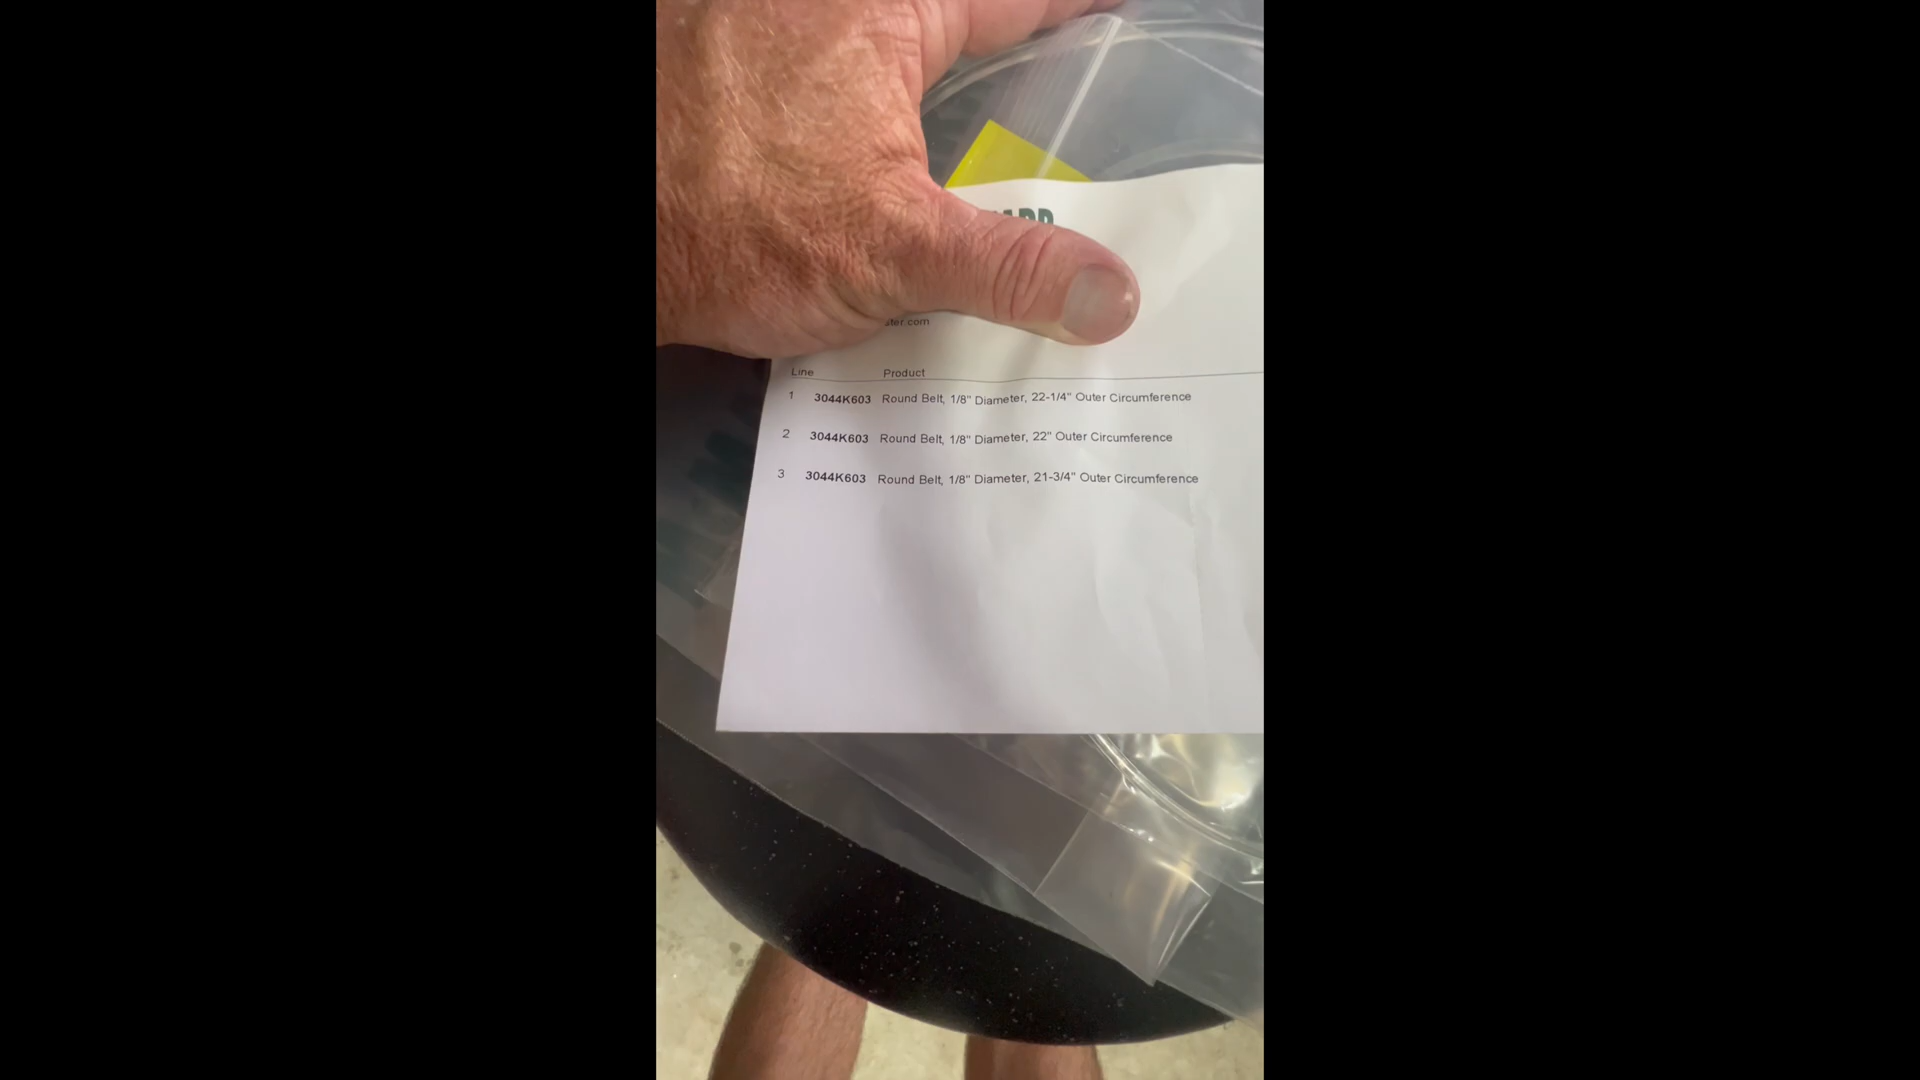 ster.com
Line Product
1 3044K603 Round Belt, 1/8" Diameter, 22-1/4" Outer Circumference
2 3044K603 Round Belt, 1/8" Diameter, 22" Outer Circumference
3 3044K603 Round Belt, 1/8" Diameter, 21-3/4" Outer Circumference